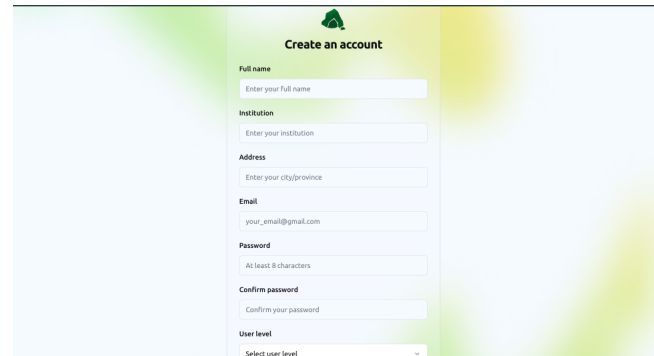 Create an account
Full name
Enter your full name
Institution
Enter your institution
Address
Enter your city/province
Email
your_email@gmail.com
Password
At least 8 characters
Confirm password
Confirm your password
User level
Select user level